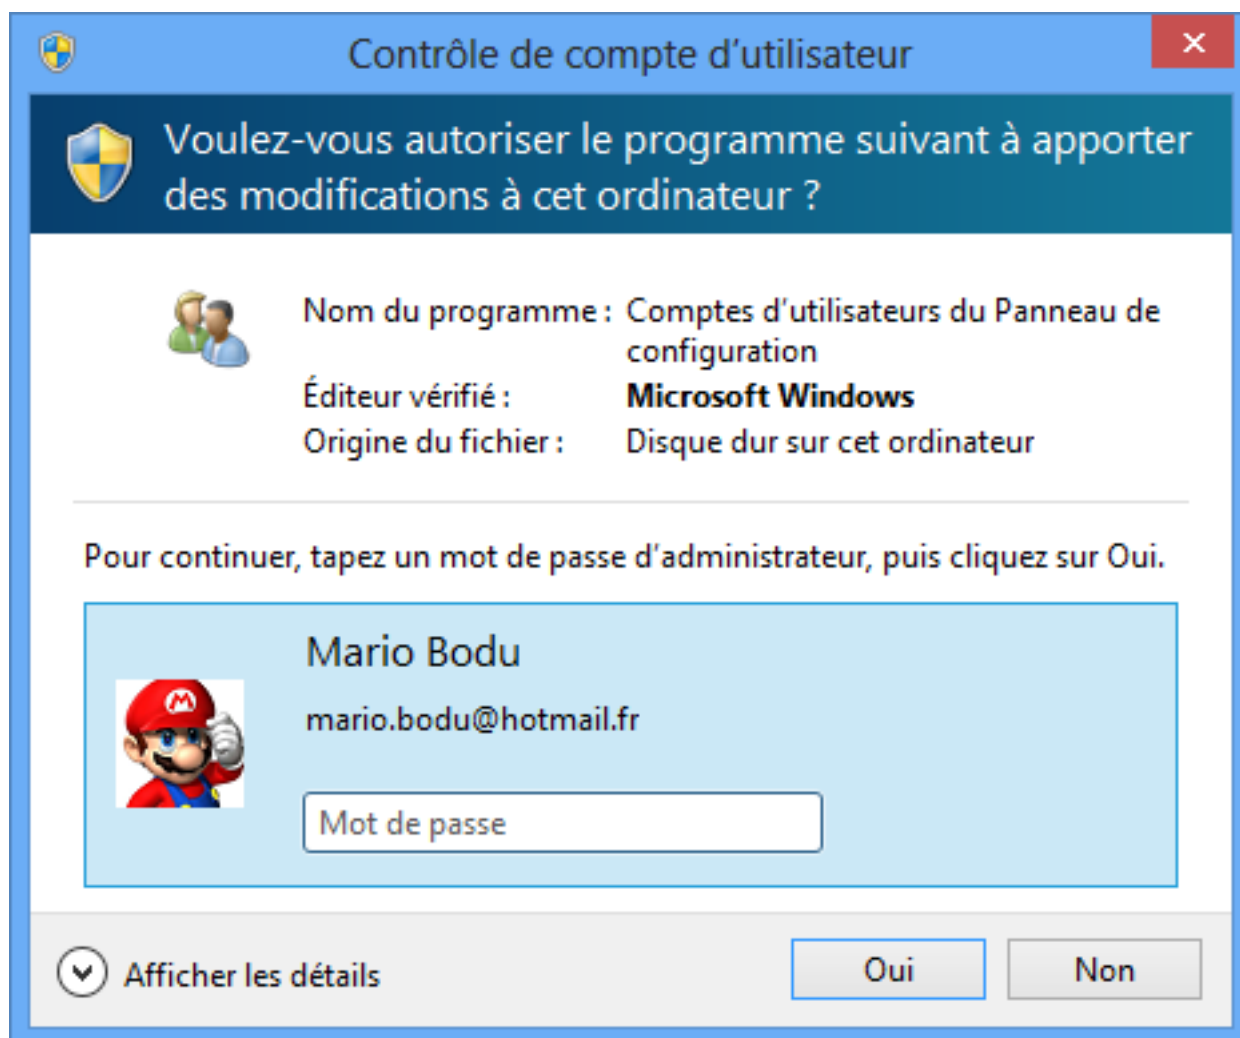 Contrôle de compte d’utilisateur
Voulez-vous autoriser le programme suivant à apporter
des modifications à cet ordinateur ?
Nom du programme : Comptes d’utilisateurs du Panneau de
configuration
Éditeur vérifié : Microsoft Windows
Origine du fichier : Disque dur sur cet ordinateur
Pour continuer, tapez un mot de passe d’administrateur, puis cliquez sur Oui.
Mario Bodu
M
mario.bodu@hotmail.fr
Mot de passe
Afficher les détails Oui Non